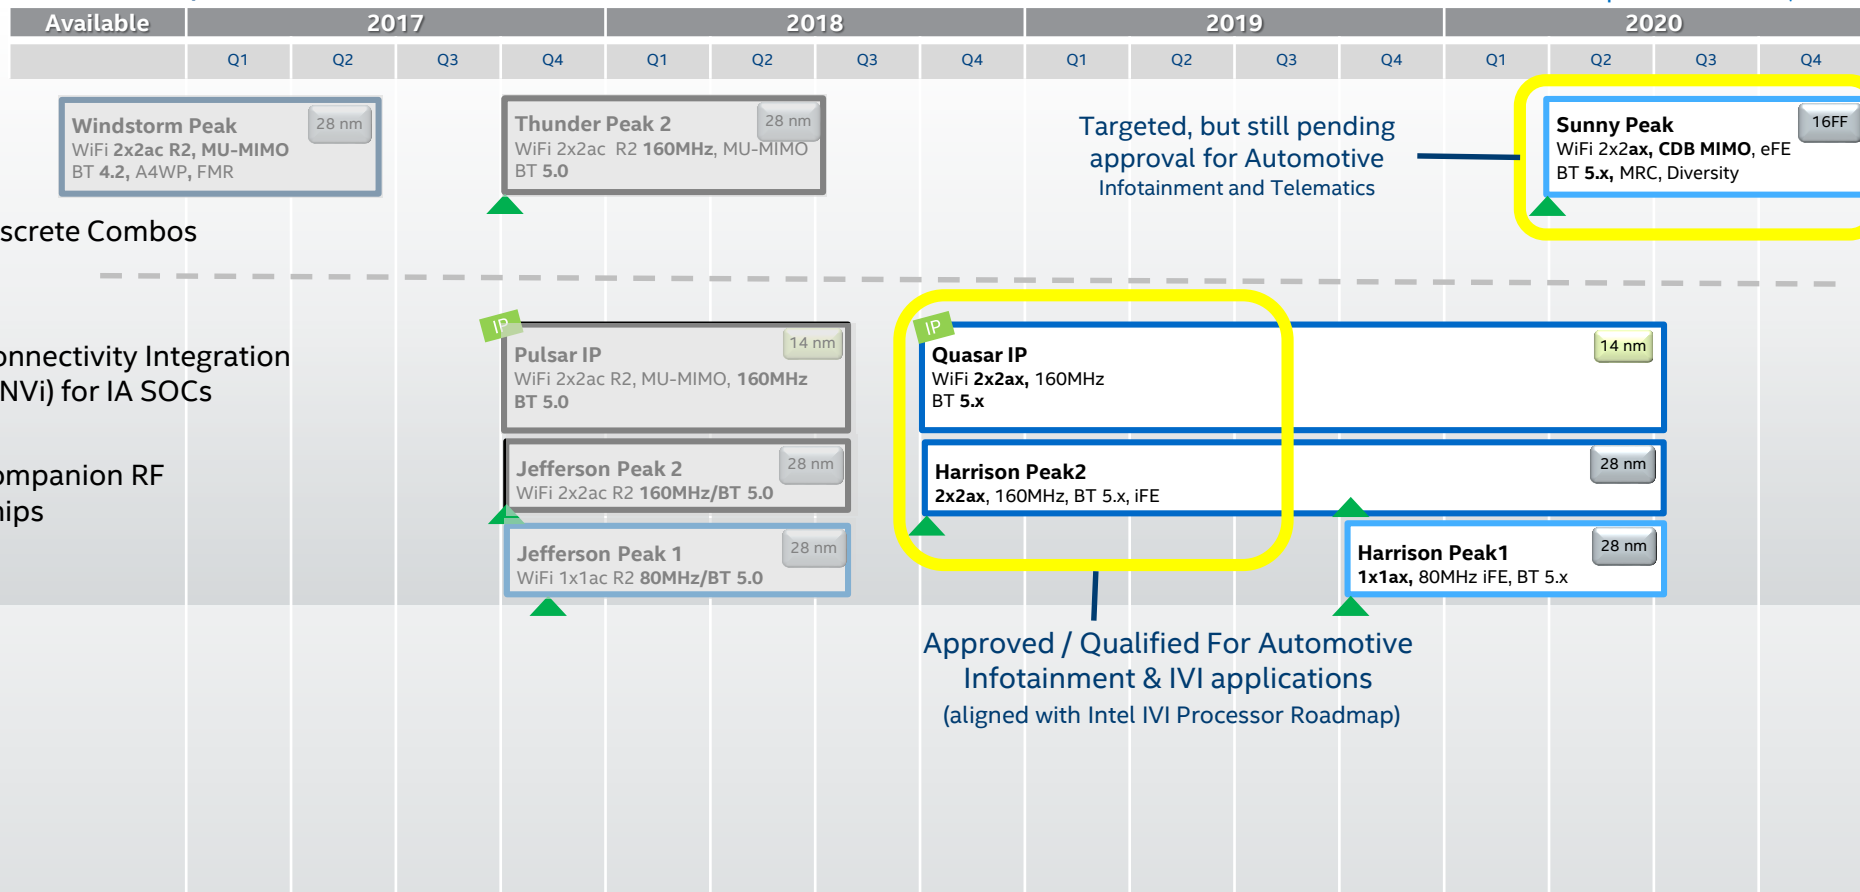 Available 2017 2018 2019 2020
Q1 Q2 Q3 Q4 Q1 Q2 Q3 Q4 Q1 Q2 Q3 Q4 Q1 Q2 Q3 Q4
Windstorm Peak
28 nm
WiFi 2x2ac R2, MU-MIMO
BT 4.2, A4WP, FMR
Thunder Peak 2
28 nm
WiFi 2x2ac R2 160MHz, MU-MIMO
BT 5.0
Targeted, but still pending
approval for Automotive
Infotainment and Telematics
Sunny Peak
16FF
WiFi 2x2ax, CDB MIMO, eFE
BT 5.x, MRC, Diversity
screte Combos
onnectivity Integration
NVi) for IA SOCs
IP
Pulsar IP
14 nm
WiFi 2x2ac R2, MU-MIMO, 160MHz
BT 5.0
IP
Quasar IP
14 nm
WiFi 2x2ax, 160MHz
BT 5.x
ompanion RF
hips
Jefferson Peak 2
28 nm
WiFi 2x2ac R2 160MHz/BT 5.0
Harrison Peak2
28 nm
2x2ax, 160MHz, BT 5.x, iFE
Jefferson Peak 1
28 nm
WiFi 1x1ac R2 80MHz/BT 5.0
Harrison Peak1
28 nm
1x1ax, 80MHz iFE, BT 5.x
Approved / Qualified For Automotive
Infotainment & IVI applications
(aligned with Intel IVI Processor Roadmap)